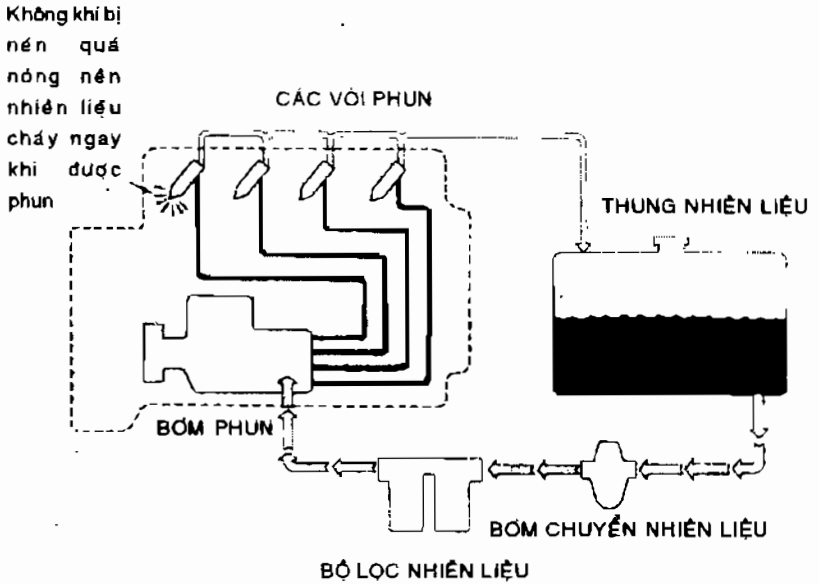 Không khí bị
nén quá
nóng nên
nhiên liệu
cháy ngay
khi được
phun
CÁC VÒI PHUN
THUNG NHIÊN LIỆU
BƠM PHUN
BƠM CHUYỂN NHIÊN LIỆU
BỘ LỌC NHIÊN LIỆU